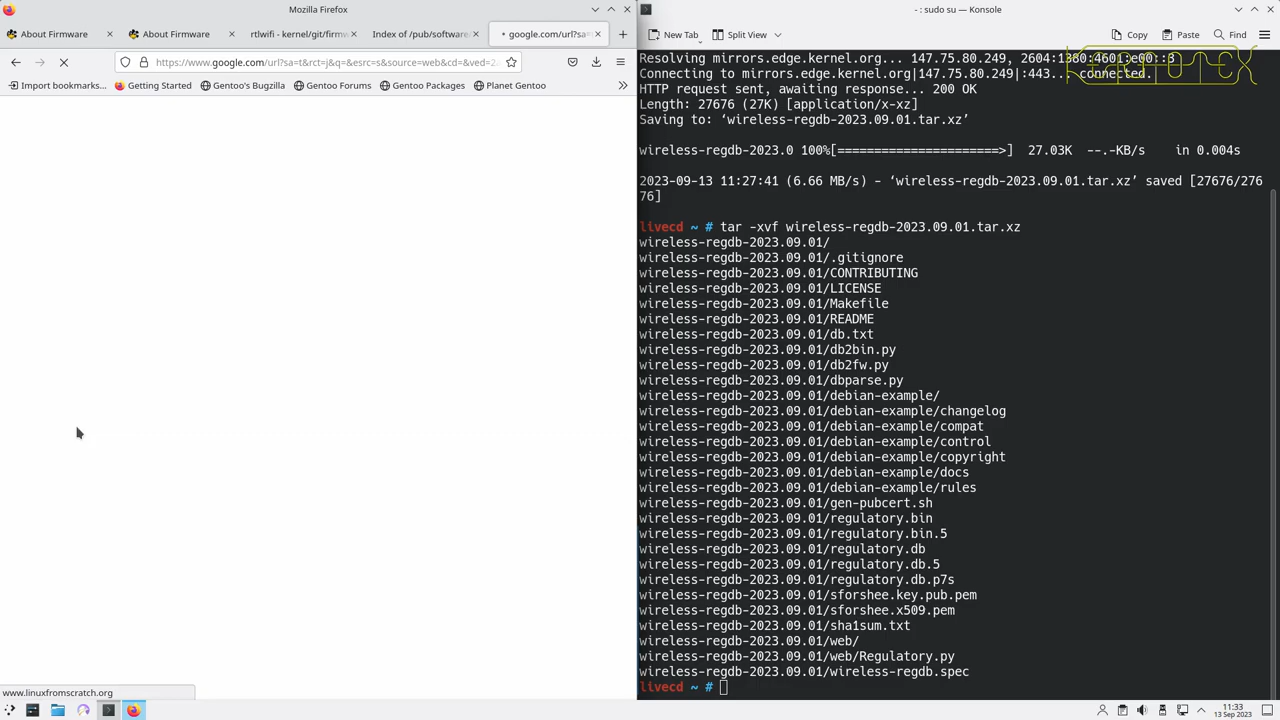 Mozilla Firefox
About Firmware
About Firmware
rtlwifi - kernel/git/firmw
Index of /pub/software
google.com/url?sa=
https://www.google.com/url?sa=t&rct=j&q=&esrc=s&source=web&cd=&ved=2a
Import bookmarks...
Getting Started
Gentoo's Bugzilla
Gentoo Forums
Gentoo Packages
Planet Gentoo
www.linuxfromscratch.org
- : sudo su — Konsole
New Tab
Split View
Copy
Paste
Find
Resolving mirrors.edge.kernel.org... 147.75.80.249, 2604:1380:4601:e00::3
Connecting to mirrors.edge.kernel.org|147.75.80.249|:443... connected.
HTTP request sent, awaiting response... 200 OK
Length: 27676 (27K) [application/x-xz]
Saving to: ‘wireless-regdb-2023.09.01.tar.xz’
wireless-regdb-2023.0 100%[======================>] 27.03K --.-KB/s in 0.004s
2023-09-13 11:27:41 (6.66 MB/s) - ‘wireless-regdb-2023.09.01.tar.xz’ saved [27676/276
76]
livecd ~ # tar -xvf wireless-regdb-2023.09.01.tar.xz
wireless-regdb-2023.09.01/
wireless-regdb-2023.09.01/.gitignore
wireless-regdb-2023.09.01/CONTRIBUTING
wireless-regdb-2023.09.01/LICENSE
wireless-regdb-2023.09.01/Makefile
wireless-regdb-2023.09.01/README
wireless-regdb-2023.09.01/db.txt
wireless-regdb-2023.09.01/db2bin.py
wireless-regdb-2023.09.01/db2fw.py
wireless-regdb-2023.09.01/dbparse.py
wireless-regdb-2023.09.01/debian-example/
wireless-regdb-2023.09.01/debian-example/changelog
wireless-regdb-2023.09.01/debian-example/compat
wireless-regdb-2023.09.01/debian-example/control
wireless-regdb-2023.09.01/debian-example/copyright
wireless-regdb-2023.09.01/debian-example/docs
wireless-regdb-2023.09.01/debian-example/rules
wireless-regdb-2023.09.01/gen-pubcert.sh
wireless-regdb-2023.09.01/regulatory.bin
wireless-regdb-2023.09.01/regulatory.bin.5
wireless-regdb-2023.09.01/regulatory.db
wireless-regdb-2023.09.01/regulatory.db.5
wireless-regdb-2023.09.01/regulatory.db.p7s
wireless-regdb-2023.09.01/sforshee.key.pub.pem
wireless-regdb-2023.09.01/sforshee.x509.pem
wireless-regdb-2023.09.01/sha1sum.txt
wireless-regdb-2023.09.01/web/
wireless-regdb-2023.09.01/web/Regulatory.py
wireless-regdb-2023.09.01/wireless-regdb.spec
livecd ~ #
11:33
13 Sep 2023